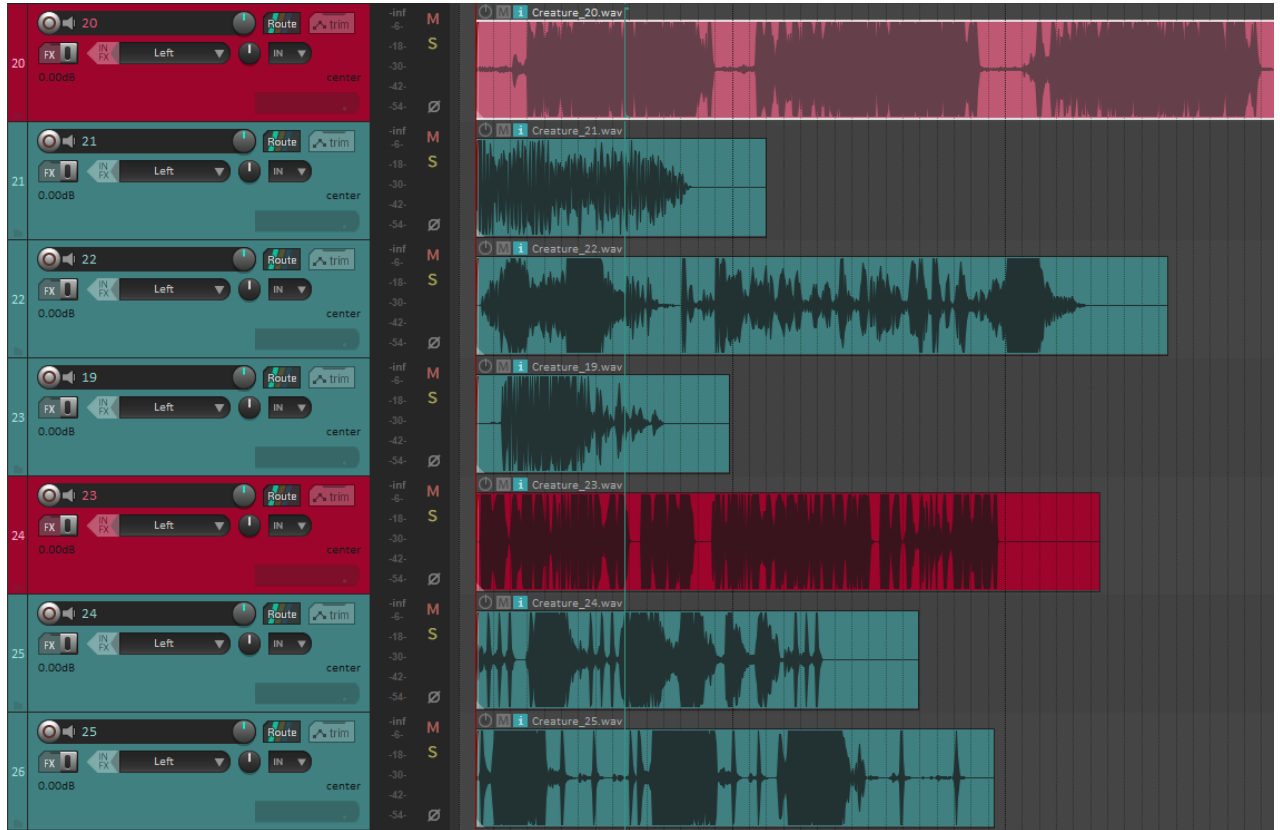 20 Route trim -inf M M i Creature_20.wav
-6-
FX IN FX Left IN -18- S
20 -30-
0.00dB center
-42-
-54- Ø
21 Route trim -inf M M i Creature_21.wav
-6-
FX IN FX Left IN -18- S
21 -30-
0.00dB center
-42-
-54- Ø
22 Route trim -inf M M i Creature_22.wav
-6-
FX IN FX Left IN -18- S
22 -30-
0.00dB center
-42-
-54- Ø
19 Route trim -inf M M i Creature_19.wav
-6-
FX IN FX Left IN -18- S
23 -30-
0.00dB center
-42-
-54- Ø
23 Route trim -inf M M i Creature_23.wav
-6-
FX IN FX Left IN -18- S
24 -30-
0.00dB center
-42-
-54- Ø
24 Route trim -inf M M i Creature_24.wav
-6-
FX IN FX Left IN -18- S
25 -30-
0.00dB center
-42-
-54- Ø
25 Route trim -inf M M i Creature_25.wav
-6-
FX IN FX Left IN -18- S
26 -30-
0.00dB center
-42-
-54- Ø